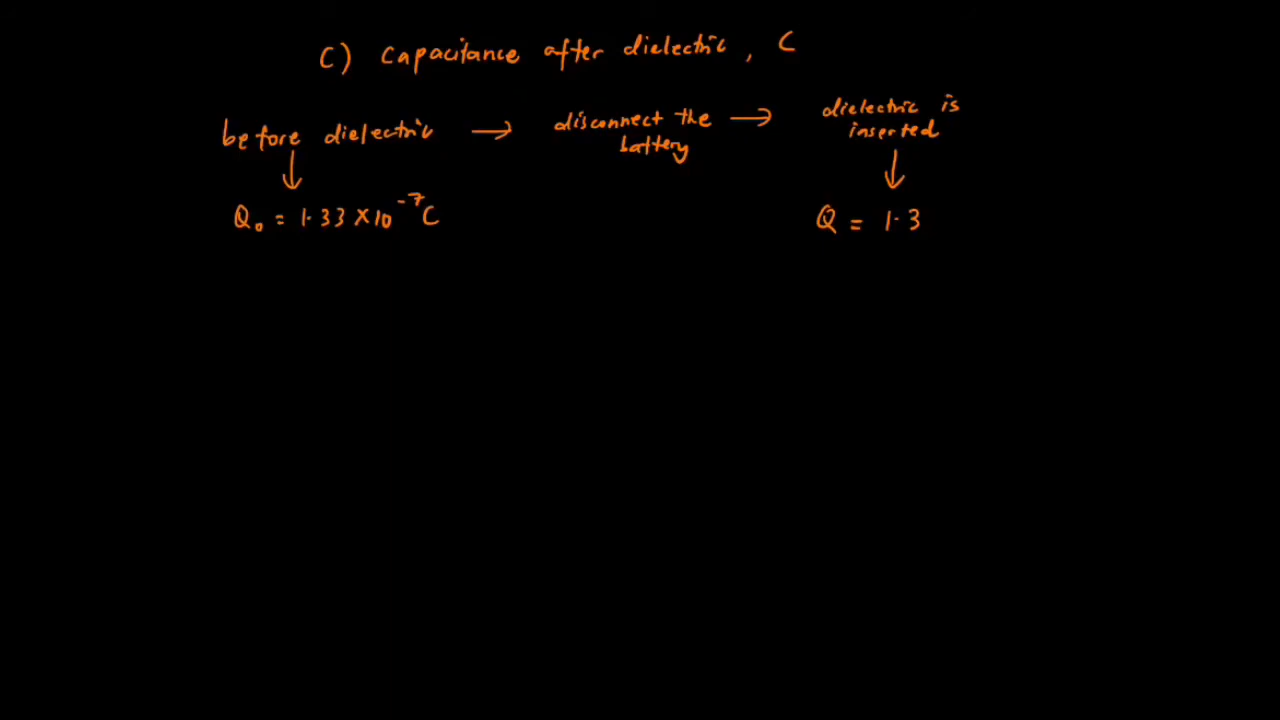 C) Capacitance after dielectric, C
before dielectric → disconnect the battery → dielectric is inserted
↓ ↓
Q₀ = 1.33 × 10⁻⁷ C
Q = 1.3